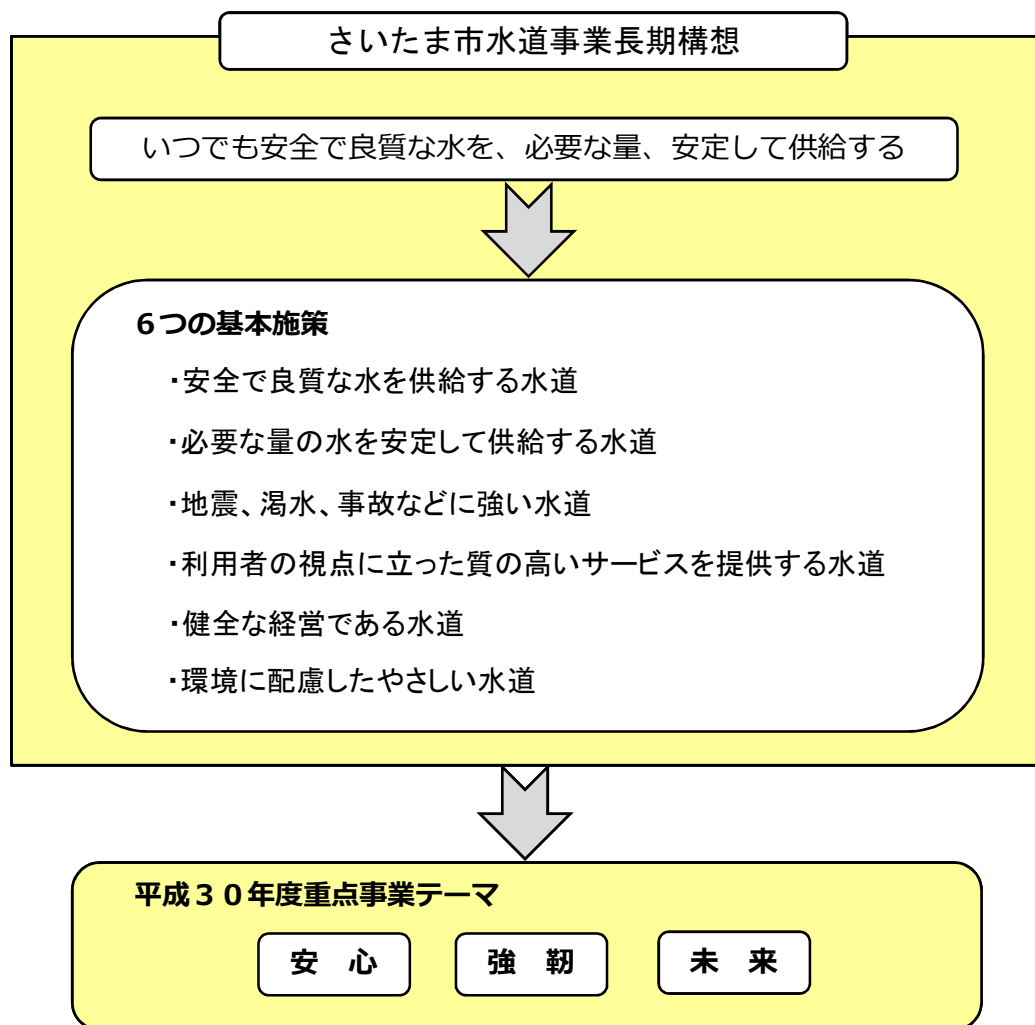 さいたま市水道事業長期構想
いつでも安全で良質な水を、必要な量、安定して供給する
６つの基本施策
・安全で良質な水を供給する水道
・必要な量の水を安定して供給する水道
・地震、渇水、事故などに強い水道
・利用者の視点に立った質の高いサービスを提供する水道
・健全な経営である水道
・環境に配慮したやさしい水道
平成３０年度重点事業テーマ
安　心　強　靭　未　来